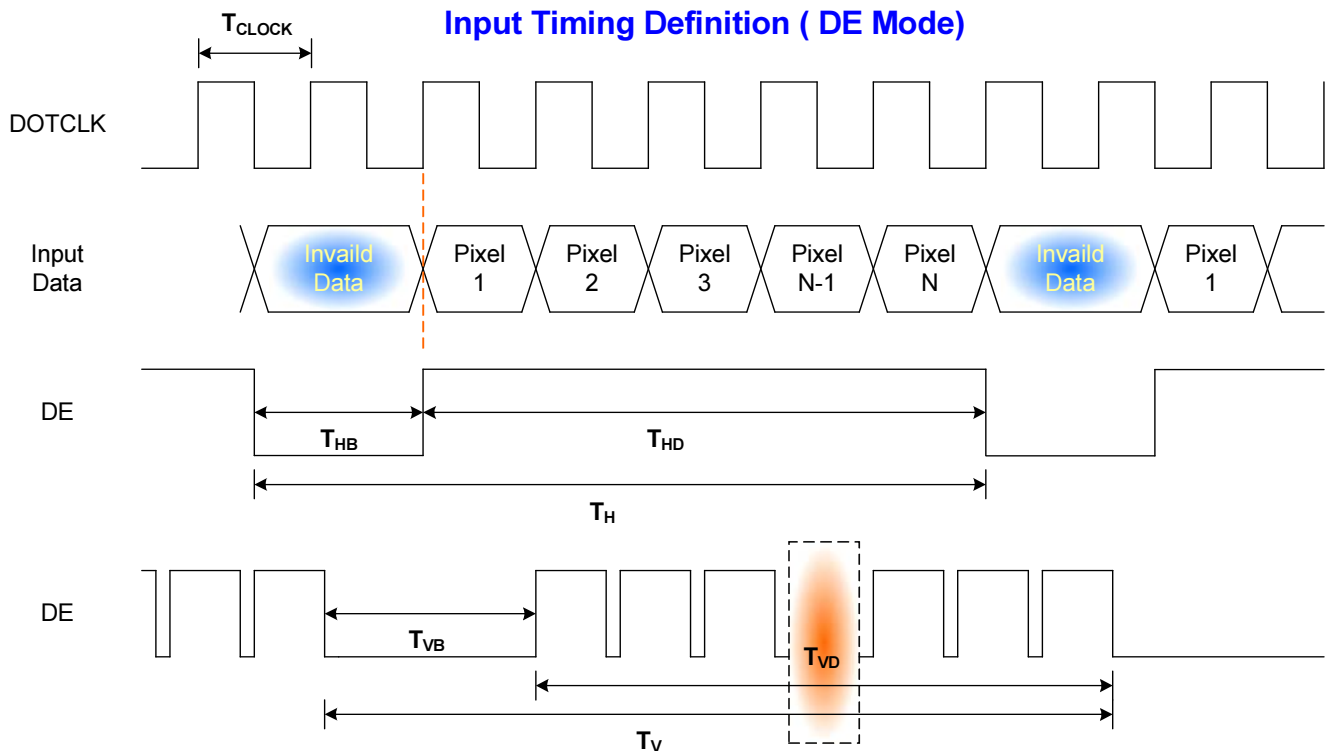 Input Timing Definition ( DE Mode)
TCLOCK
DOTCLK
Input
Data
Invaild
Data
Pixel
1
Pixel
2
Pixel
3
Pixel
N-1
Pixel
N
Invaild
Data
Pixel
1
DE
THB
THD
TH
DE
TVB
TVD
TV